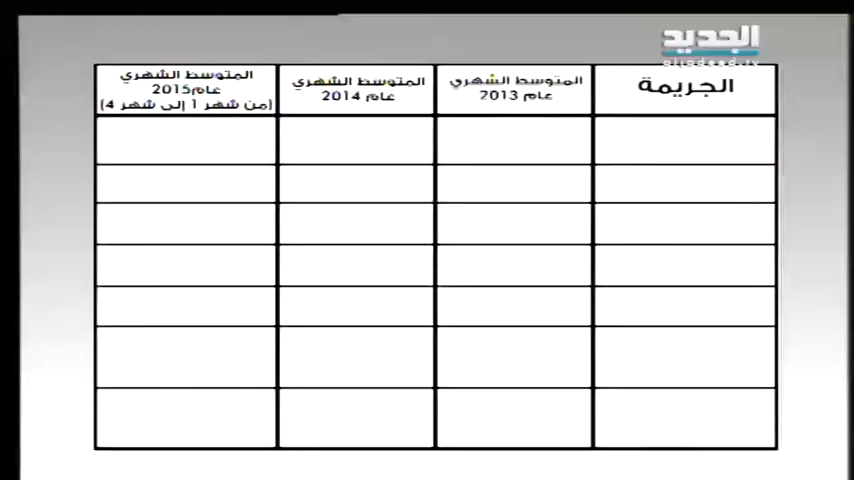 الجديد
aljadeed.tv
الجريمة
المتوسط الشهري
عام 2013
المتوسط الشهري
عام 2014
المتوسط الشهري
عام2015
(من شهر 1 إلى شهر 4)